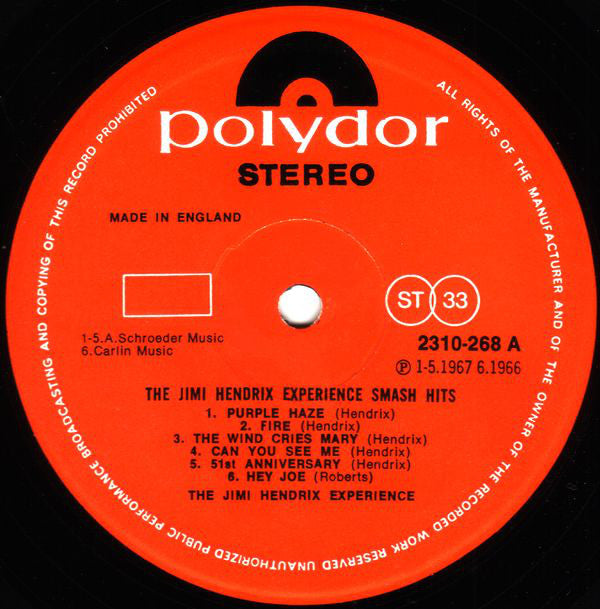 polydor
STEREO
MADE IN ENGLAND
ST 33
1-5.A.Schroeder Music
6.Carlin Music
2310-268 A
℗ 1-5.1967 6.1966
THE JIMI HENDRIX EXPERIENCE SMASH HITS
1. PURPLE HAZE (Hendrix)
2. FIRE (Hendrix)
3. THE WIND CRIES MARY (Hendrix)
4. CAN YOU SEE ME (Hendrix)
5. 51st ANNIVERSARY (Hendrix)
6. HEY JOE (Roberts)
THE JIMI HENDRIX EXPERIENCE
ALL RIGHTS OF THE MANUFACTURER AND OF THE OWNER OF THE RECORDED WORK RESERVED UNAUTHORIZED PUBLIC PERFORMANCE BROADCASTING AND COPYING OF THIS RECORD PROHIBITED